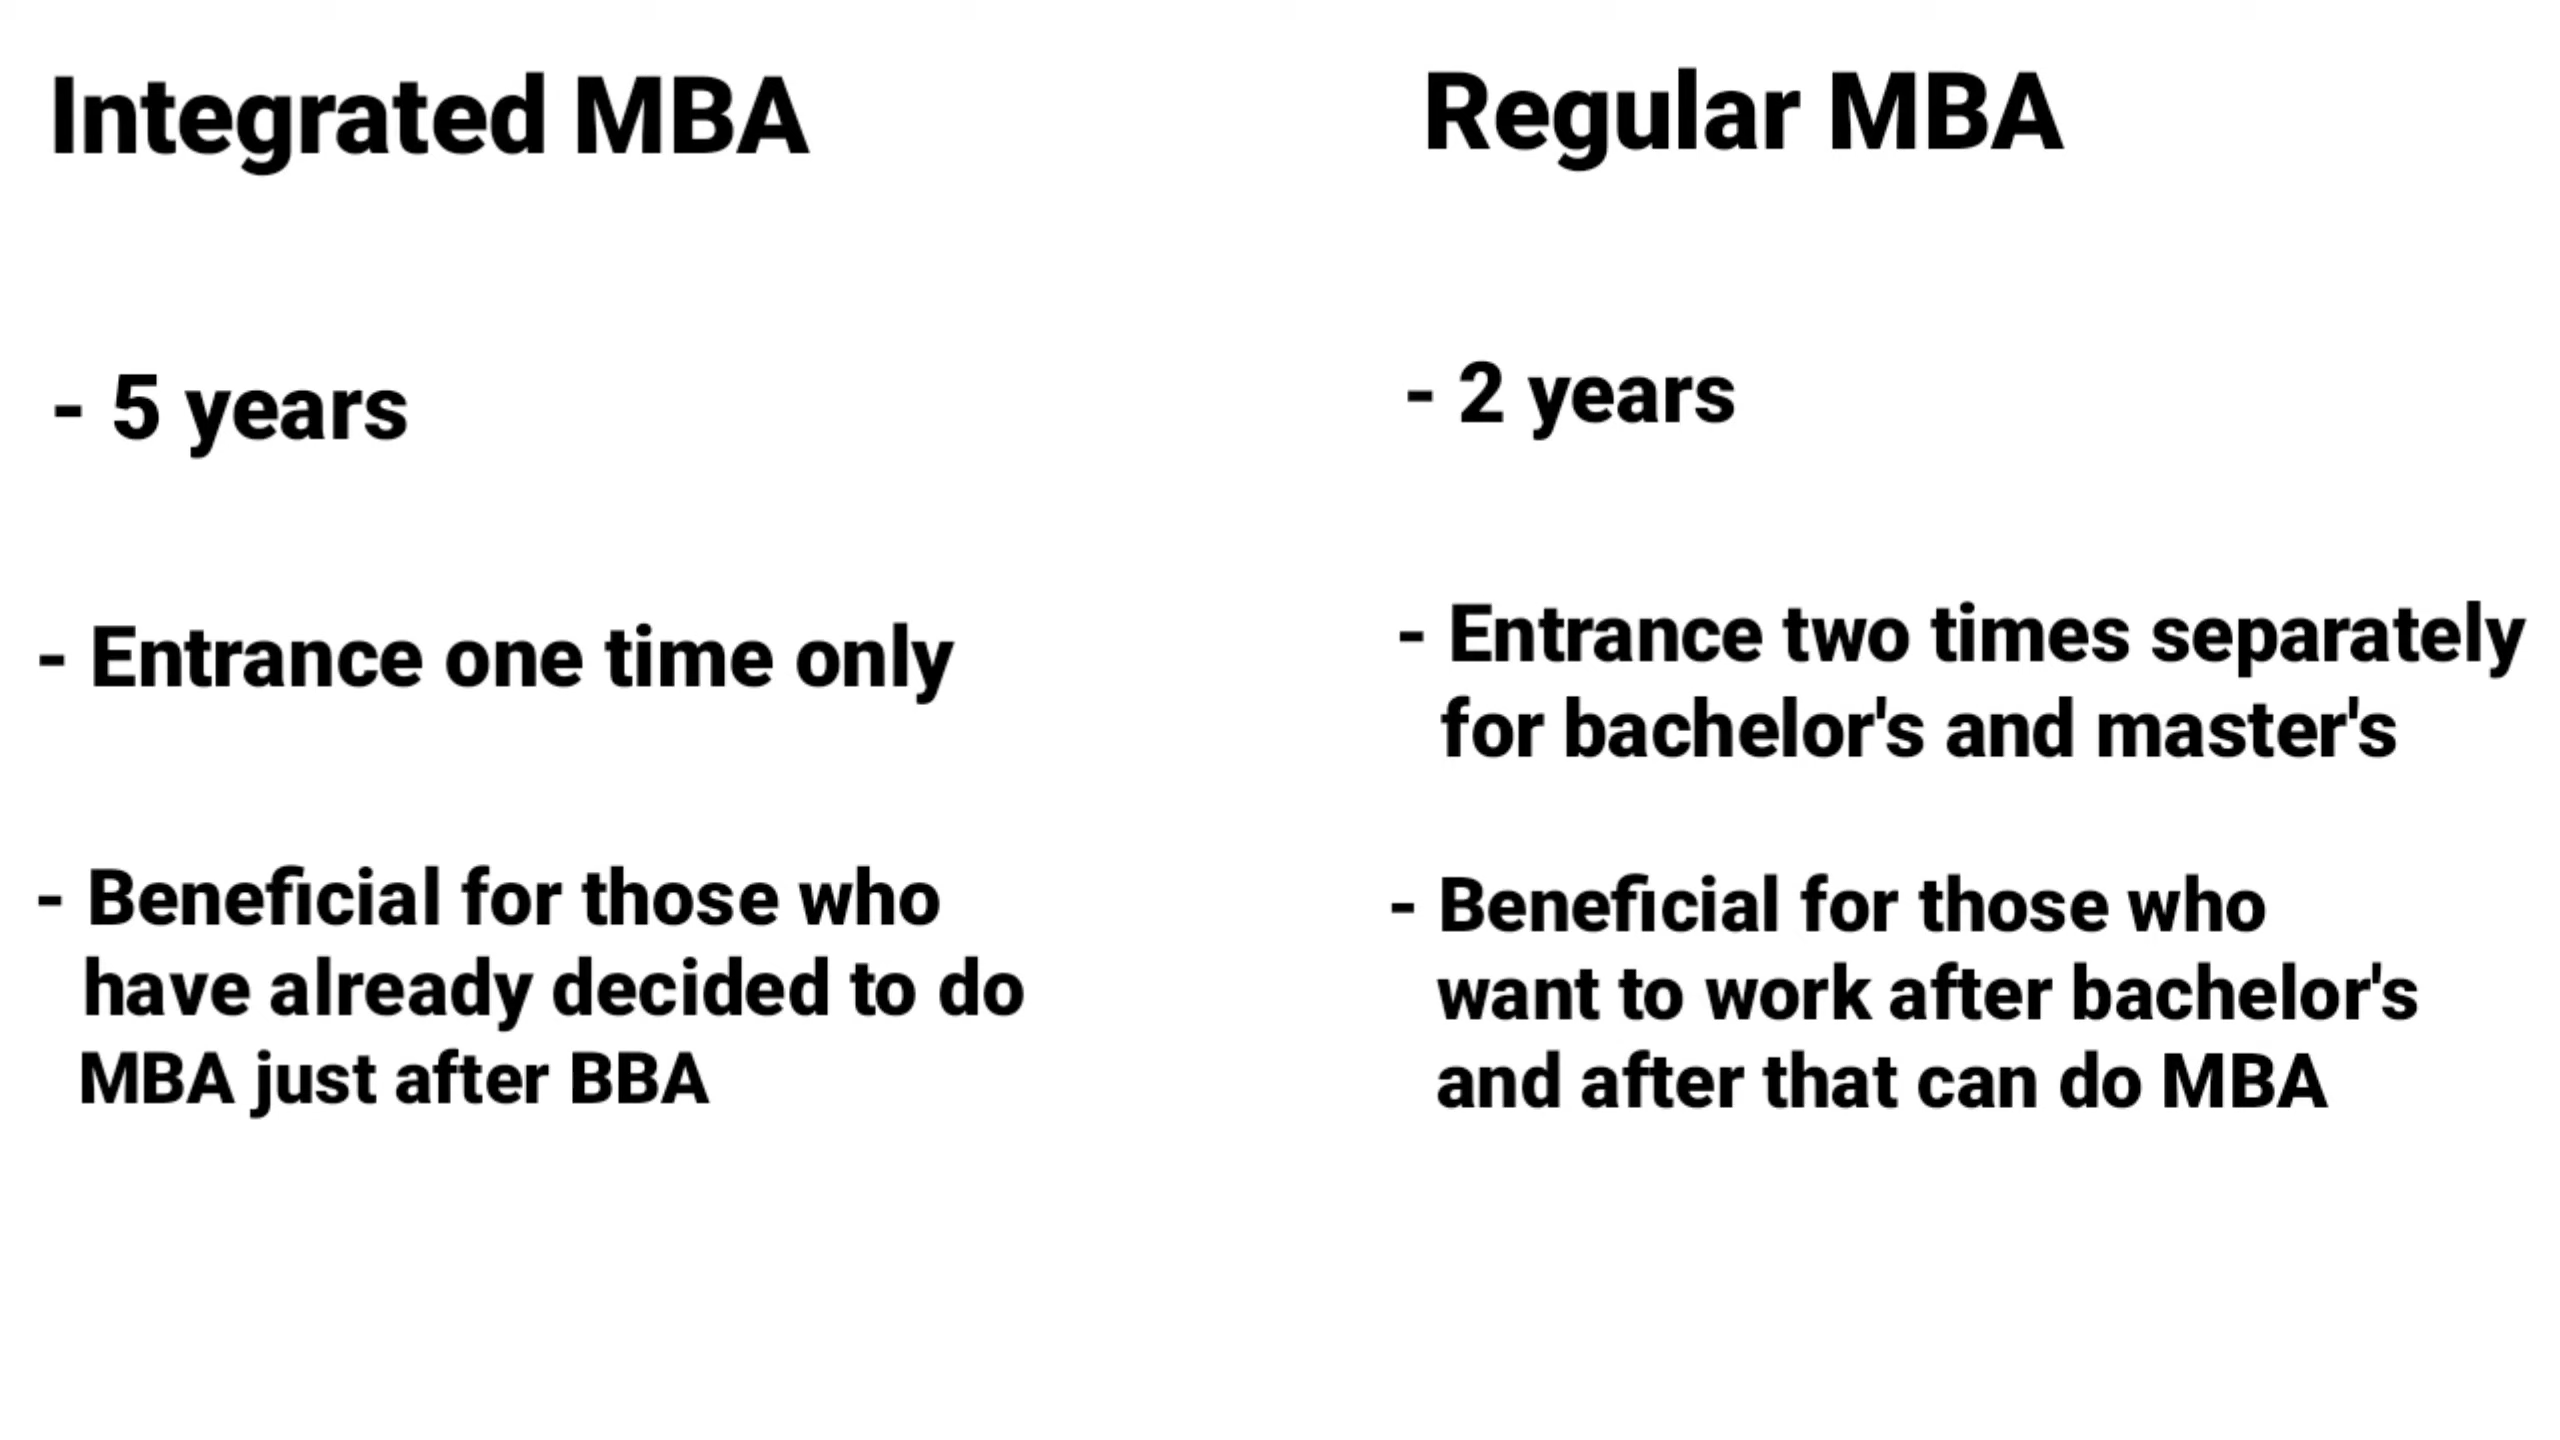 Integrated MBA
- 5 years
- Entrance one time only
- Beneficial for those who
have already decided to do
MBA just after BBA
Regular MBA
- 2 years
- Entrance two times separately
for bachelor's and master's
- Beneficial for those who
want to work after bachelor's
and after that can do MBA